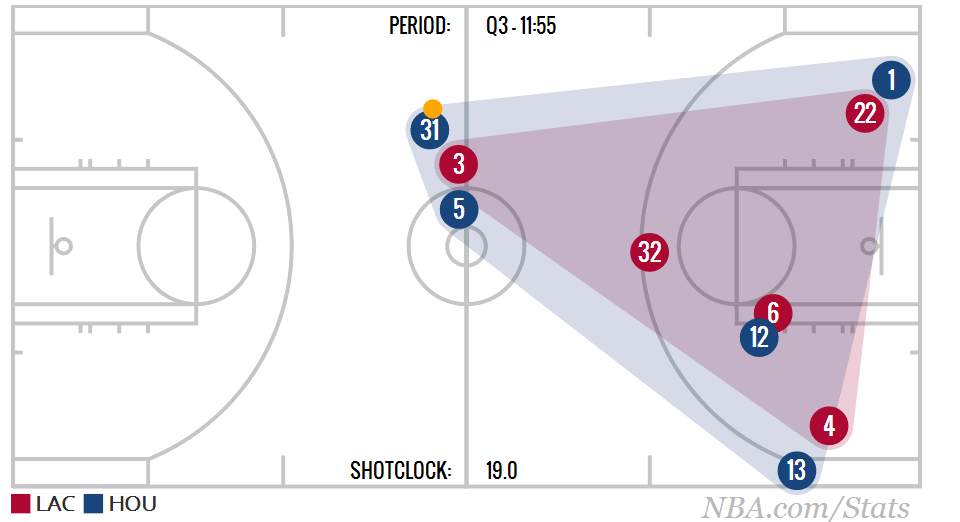 PERIOD: Q3 - 11:55
1
22
31
3
5
32
6
12
4
13
SHOTCLOCK: 19.0
LAC HOU
NBA.com/Stats